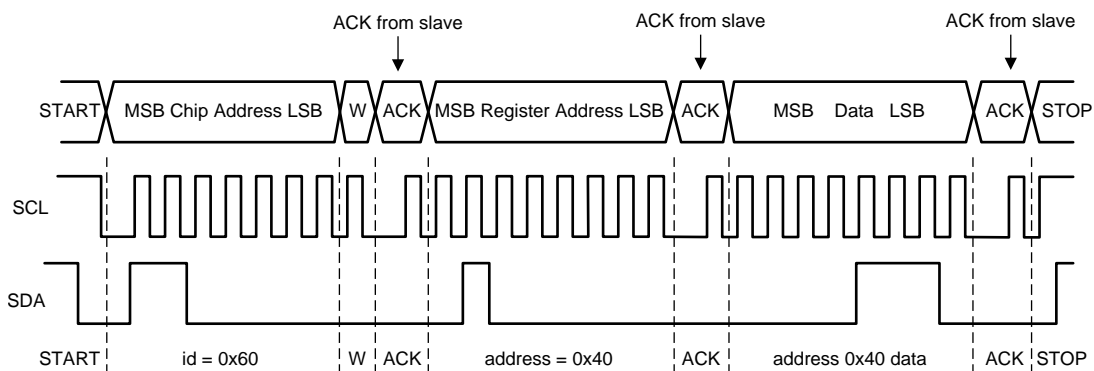 ACK from slave ACK from slave ACK from slave
START MSB Chip Address LSB W ACK MSB Register Address LSB ACK MSB Data LSB ACK STOP
SCL
SDA
START id = 0x60 W ACK address = 0x40 ACK address 0x40 data ACK STOP